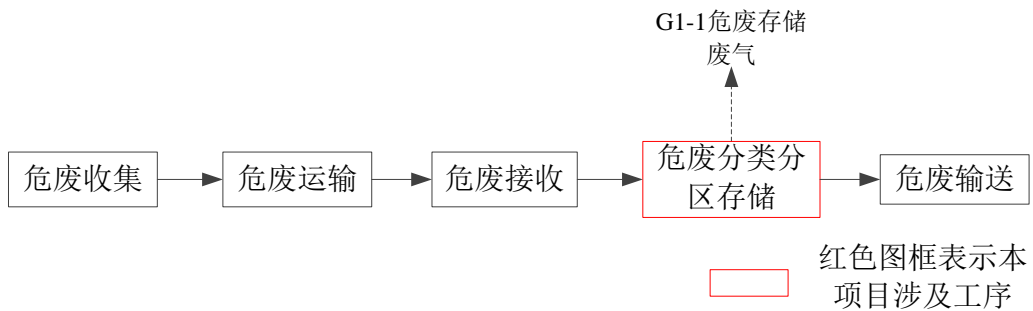 G1-1危废存储
废气
危废收集
危废运输
危废接收
危废分类分
区存储
危废输送
红色图框表示本
项目涉及工序